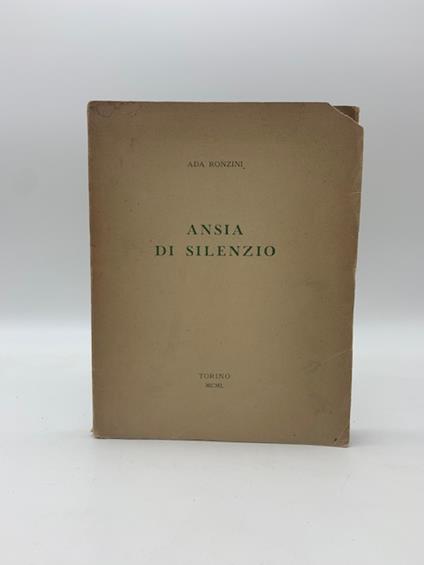 ADA RONZINI
ANSIA
DI SILENZIO
TORINO
MCML